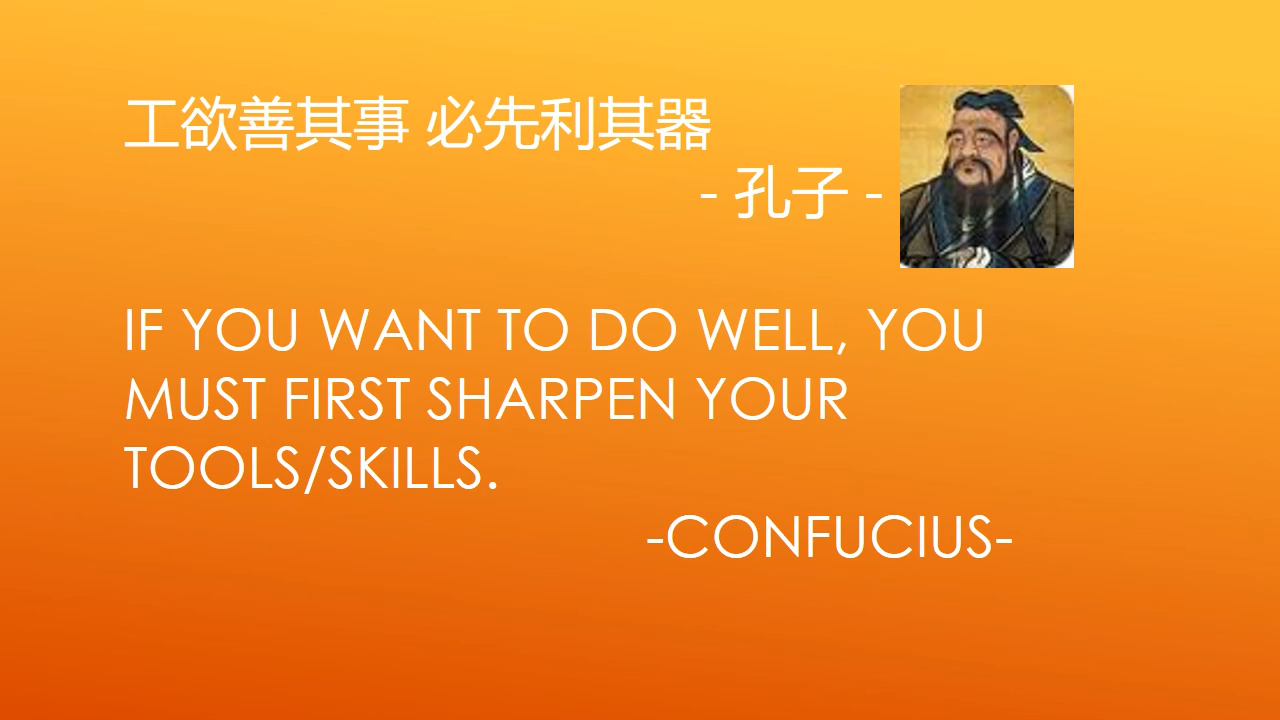 工欲善其事 必先利其器
- 孔子 -
IF YOU WANT TO DO WELL, YOU
MUST FIRST SHARPEN YOUR
TOOLS/SKILLS.
-CONFUCIUS-